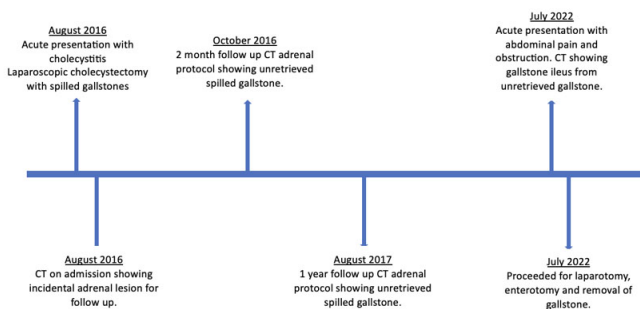 August 2016
Acute presentation with
cholecystitis
Laparoscopic cholecystectomy
with spilled gallstones
October 2016
2 month follow up CT adrenal
protocol showing unretrieved
spilled gallstone.
July 2022
Acute presentation with
abdominal pain and
obstruction. CT showing
gallstone ileus from
unretrieved gallstone.
August 2016
CT on admission showing
incidental adrenal lesion for
follow up.
August 2017
1 year follow up CT adrenal
protocol showing unretrieved
spilled gallstone.
July 2022
Proceeded for laparotomy,
enterotomy and removal of
gallstone.